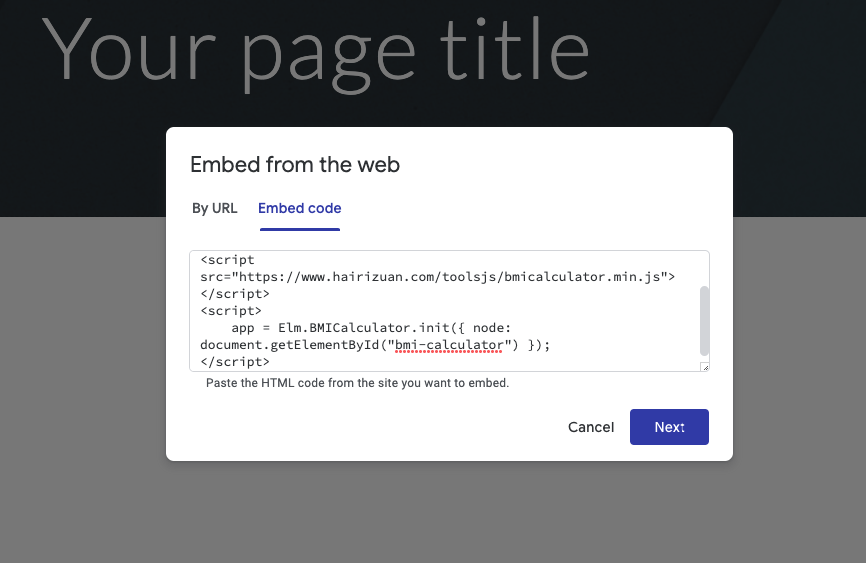 Your page title
Embed from the web
By URL
Embed code
<script
src="https://www.hairizuan.com/toolsjs/bmicalculator.min.js">
</script>
<script>
    app = Elm.BMICalculator.init({ node:
document.getElementById("bmi-calculator") });
</script>
Paste the HTML code from the site you want to embed.
Cancel
Next